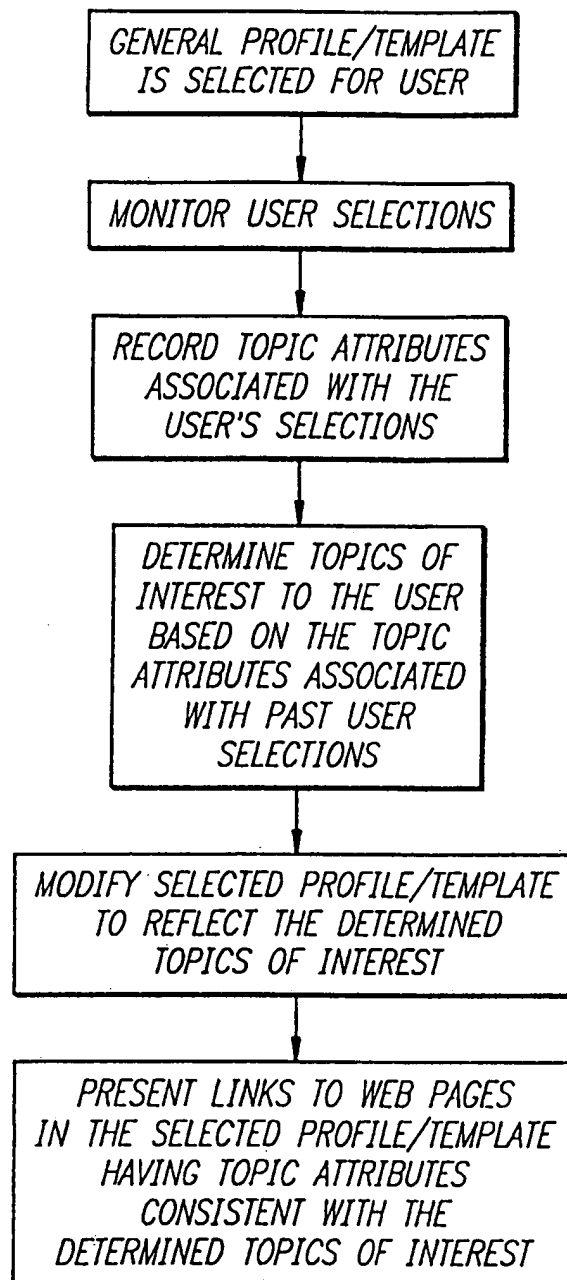 GENERAL PROFILE/TEMPLATE
IS SELECTED FOR USER
MONITOR USER SELECTIONS
RECORD TOPIC ATTRIBUTES
ASSOCIATED WITH THE
USER'S SELECTIONS
DETERMINE TOPICS OF
INTEREST TO THE USER
BASED ON THE TOPIC
ATTRIBUTES ASSOCIATED
WITH PAST USER
SELECTIONS
MODIFY SELECTED PROFILE/TEMPLATE
TO REFLECT THE DETERMINED
TOPICS OF INTEREST
PRESENT LINKS TO WEB PAGES
IN THE SELECTED PROFILE/TEMPLATE
HAVING TOPIC ATTRIBUTES
CONSISTENT WITH THE
DETERMINED TOPICS OF INTEREST